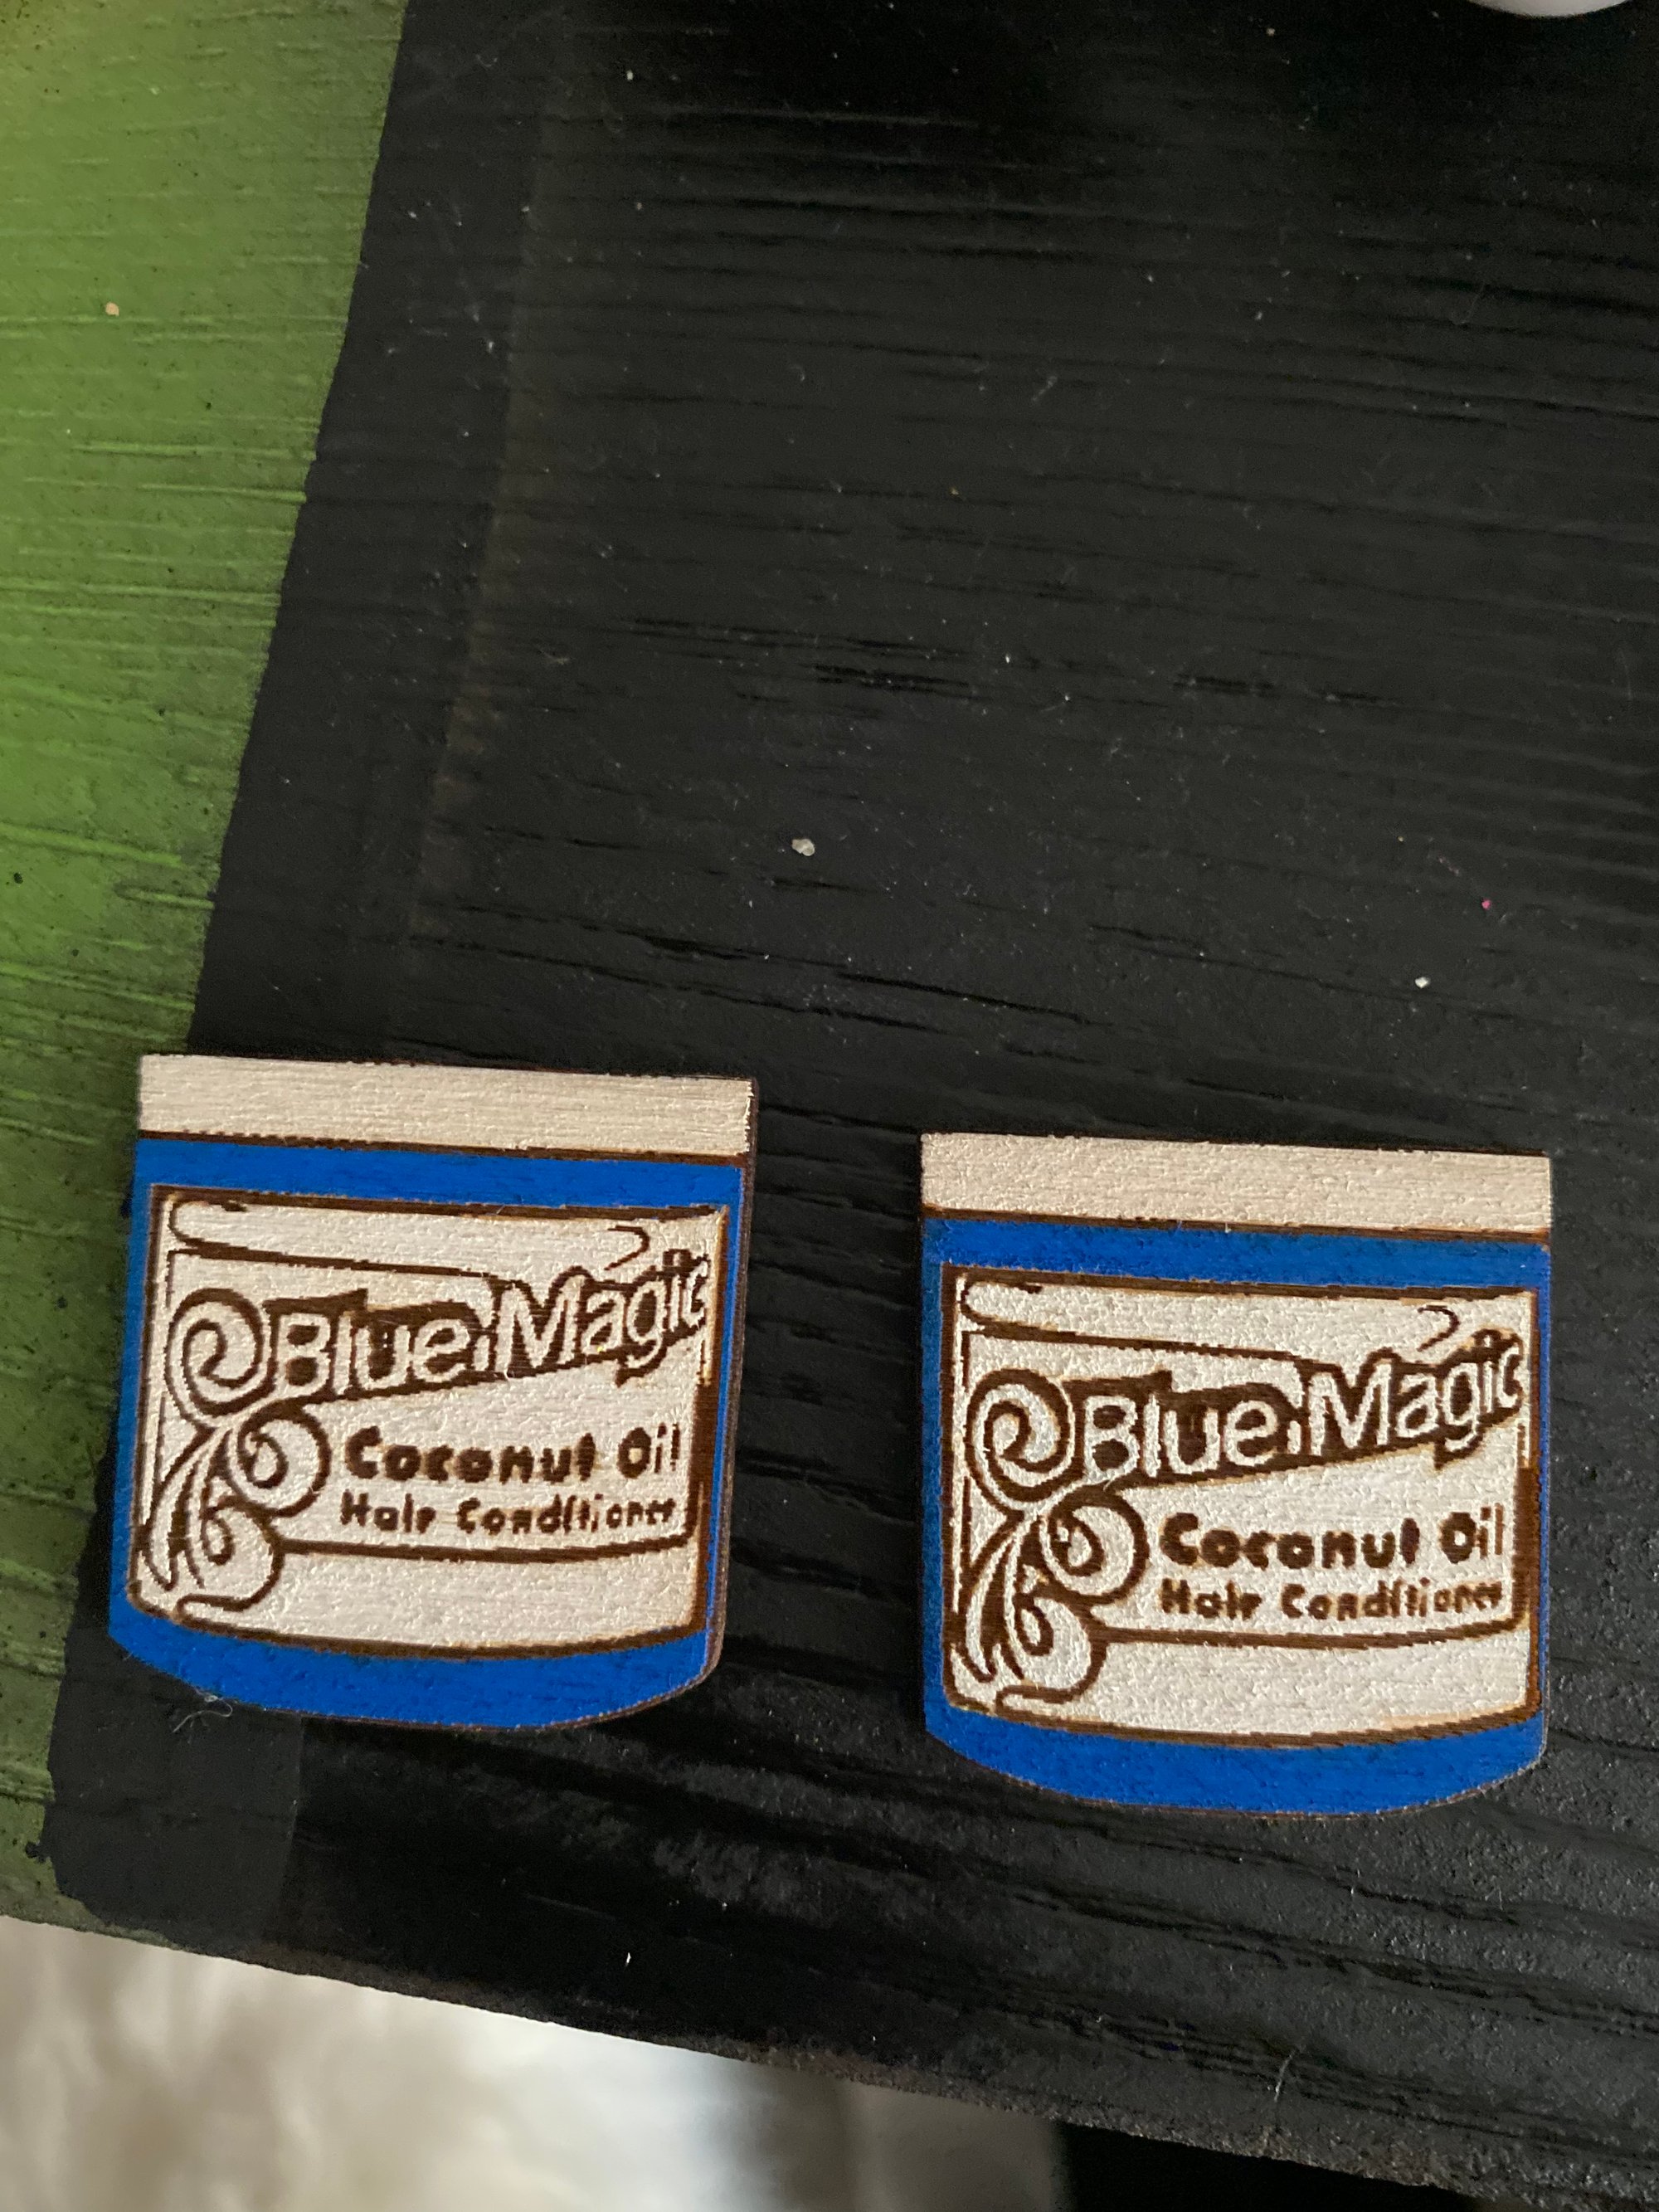 Blue Magic
Coconut Oil
Hair Conditioner
Blue Magic
Coconut Oil
Hair Conditioner